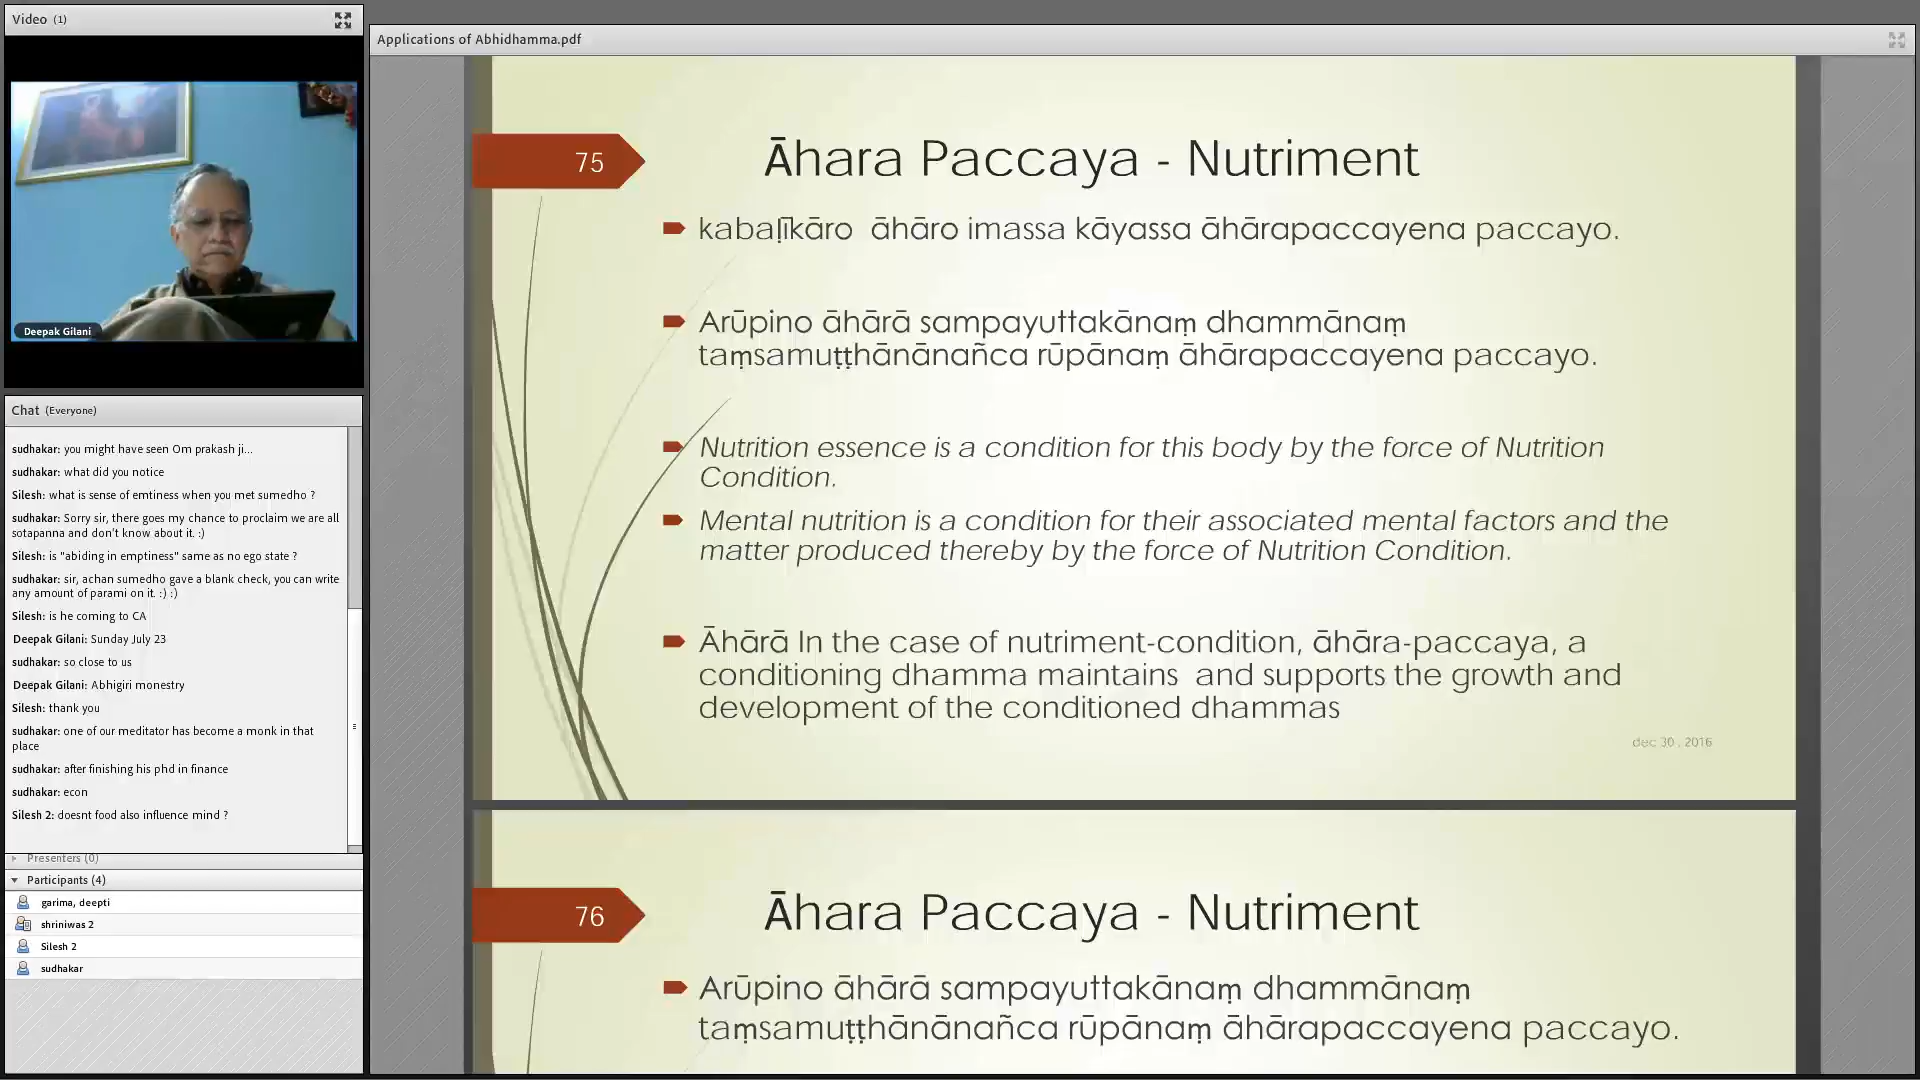 Video (1)
Deepak Gilani
Chat (Everyone)
sudhakar: you might have seen Om prakash ji...
sudhakar: what did you notice
Silesh: what is sense of emtiness when you met sumedho ?
sudhakar: Sorry sir, there goes my chance to proclaim we are all
sotapanna and don't know about it. :)
Silesh: is "abiding in emptiness" same as no ego state ?
sudhakar: sir, achan sumedho gave a blank check, you can write
any amount of parami on it. :) :)
Silesh: is he coming to CA
Deepak Gilani: Sunday July 23
sudhakar: so close to us
Deepak Gilani: Abhigiri monestry
Silesh: thank you
sudhakar: one of our meditator has become a monk in that
place
sudhakar: after finishing his phd in finance
sudhakar: econ
Silesh 2: doesnt food also influence mind ?
Presenters (0)
Participants (4)
garima, deepti
shriniwas 2
Silesh 2
sudhakar
Applications of Abhidhamma.pdf
75
Āhara Paccaya - Nutriment
kabaḷīkāro āhāro imassa kāyassa āhārapaccayena paccayo.
Arūpino āhārā sampayuttakānaṃ dhammānaṃ
taṃsamuṭṭhānānañca rūpānaṃ āhārapaccayena paccayo.
Nutrition essence is a condition for this body by the force of Nutrition
Condition.
Mental nutrition is a condition for their associated mental factors and the
matter produced thereby by the force of Nutrition Condition.
Āhārā In the case of nutriment-condition, āhāra-paccaya, a
conditioning dhamma maintains and supports the growth and
development of the conditioned dhammas
dec 30 , 2016
76
Āhara Paccaya - Nutriment
Arūpino āhārā sampayuttakānaṃ dhammānaṃ
taṃsamuṭṭhānānañca rūpānaṃ āhārapaccayena paccayo.